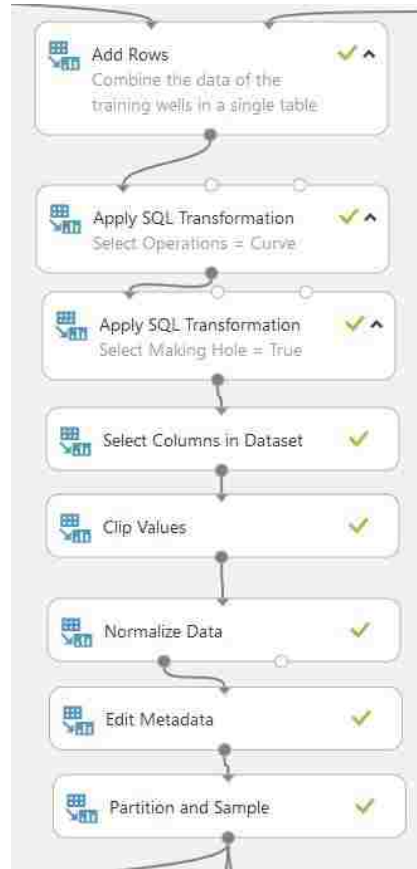 Add Rows
Combine the data of the
training wells in a single table
Apply SQL Transformation
Select Operations = Curve
Apply SQL Transformation
Select Making Hole = True
Select Columns in Dataset
Clip Values
Normalize Data
Edit Metadata
Partition and Sample